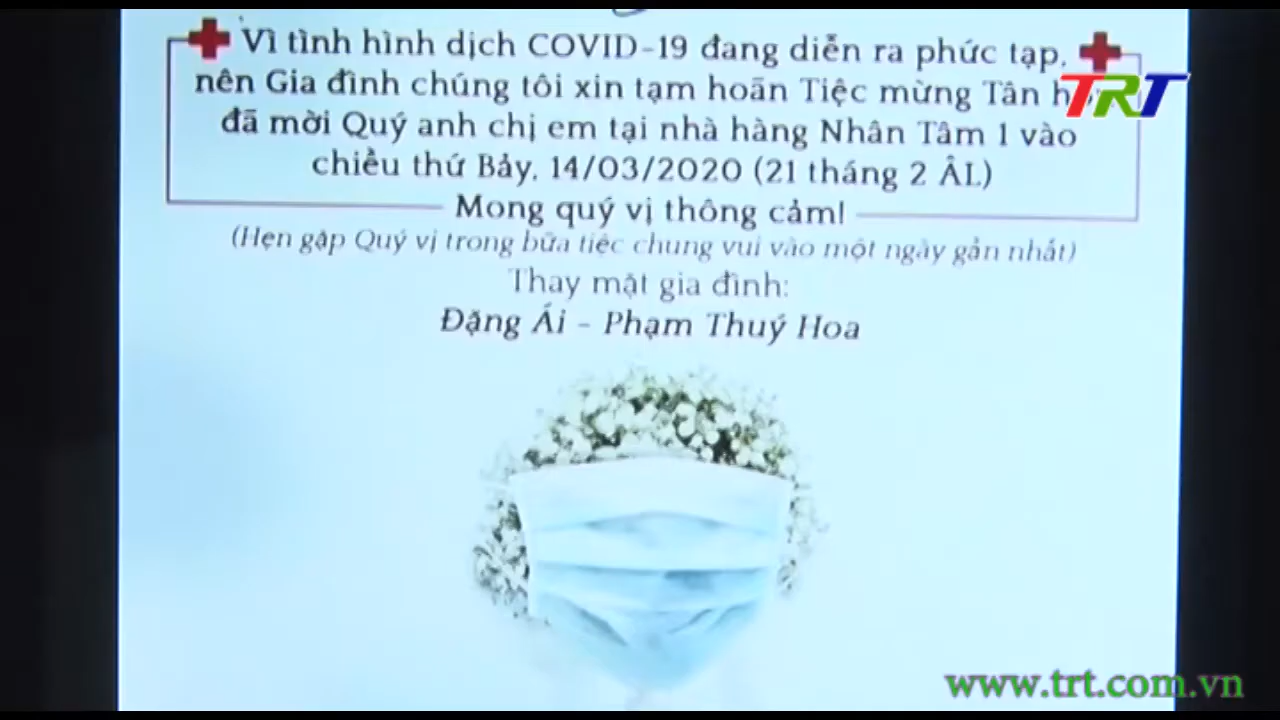 Vì tình hình dịch COVID-19 đang diễn ra phức tạp,
nên Gia đình chúng tôi xin tạm hoãn Tiệc mừng Tân
TRT
đã mời Quý anh chị em tại nhà hàng Nhân Tâm 1 vào
chiều thứ Bảy, 14/03/2020 (21 tháng 2 ÂL)
Mong quý vị thông cảm!
(Hẹn gặp Quý vị trong bữa tiệc chung vui vào một ngày gần nhất)
Thay mặt gia đình:
Đặng Ái - Phạm Thuý Hoa
www.trt.com.vn